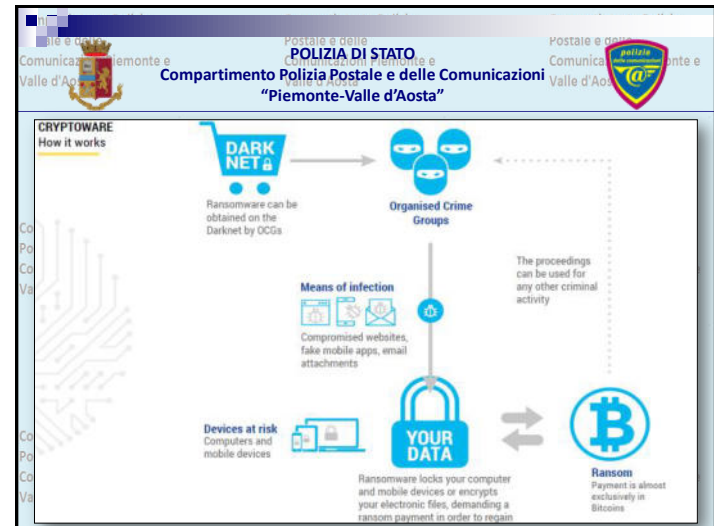 POLIZIA DI STATO
Compartimento Polizia Postale e delle Comunicazioni
“Piemonte-Valle d’Aosta”
polizia
CRYPTOWARE
How it works
DARK
NET
Ransomware can be
obtained on the
Darknet by OCGs
Organised Crime
Groups
The proceedings
can be used for
any other criminal
activity
Means of infection
Compromised websites,
fake mobile apps, email
attachments
Devices at risk
Computers and
mobile devices
YOUR
DATA
Ransomware locks your computer
and mobile devices or encrypts
your electronic files, demanding a
ransom payment in order to regain
Ransom
Payment is almost
exclusively in
Bitcoins